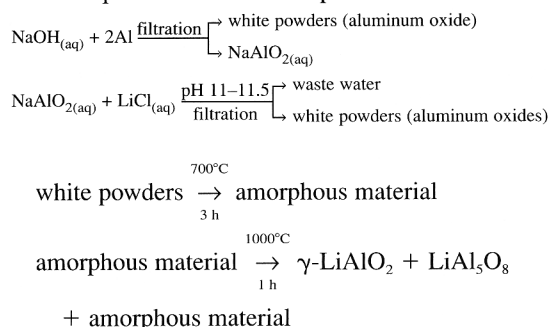 NaOH(aq) + 2Al filtration → white powders (aluminum oxide)
→ NaAlO2(aq)
NaAlO2(aq) + LiCl(aq) pH 11–11.5 filtration → waste water
→ white powders (aluminum oxides)
700°C
white powders → amorphous material
3 h
1000°C
amorphous material → γ-LiAlO2 + LiAl5O8
1 h
+ amorphous material